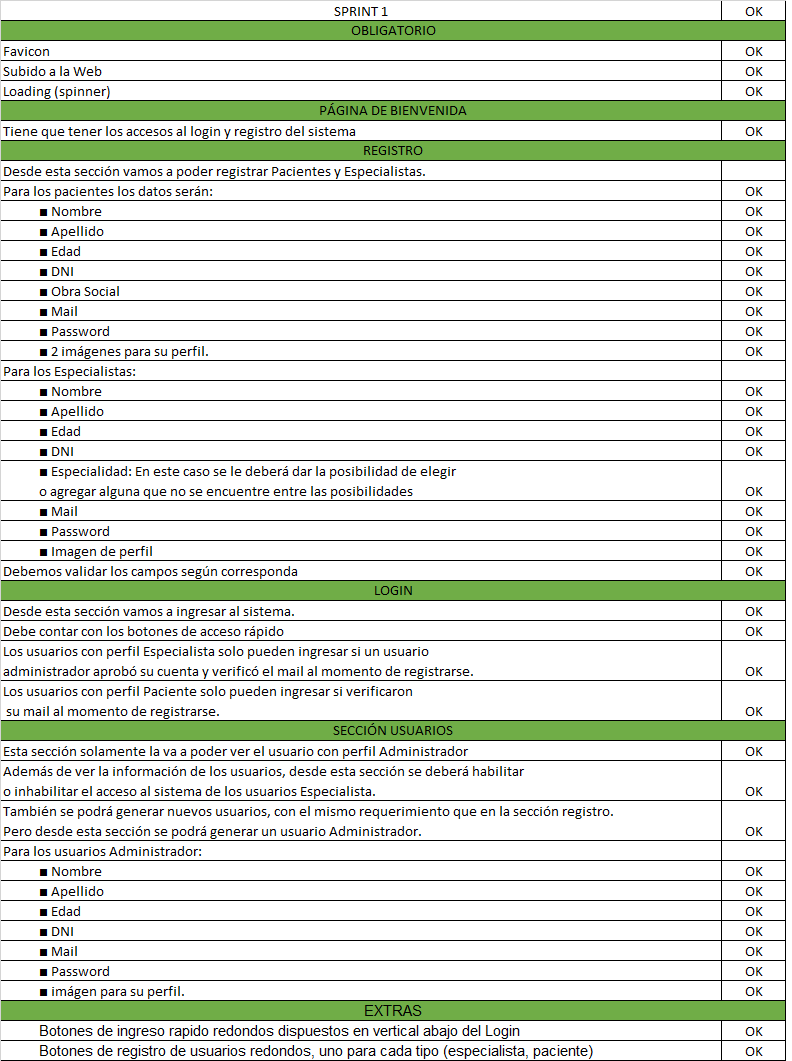 SPRINT 1 OK
OBLIGATORIO
Favicon OK
Subido a la Web OK
Loading (spinner) OK
PÁGINA DE BIENVENIDA
Tiene que tener los accesos al login y registro del sistema OK
REGISTRO
Desde esta sección vamos a poder registrar Pacientes y Especialistas.
Para los pacientes los datos serán: OK
■ Nombre OK
■ Apellido OK
■ Edad OK
■ DNI OK
■ Obra Social OK
■ Mail OK
■ Password OK
■ 2 imágenes para su perfil. OK
Para los Especialistas:
■ Nombre OK
■ Apellido OK
■ Edad OK
■ DNI OK
■ Especialidad: En este caso se le deberá dar la posibilidad de elegir
o agregar alguna que no se encuentre entre las posibilidades OK
■ Mail OK
■ Password OK
■ Imagen de perfil OK
Debemos validar los campos según corresponda OK
LOGIN
Desde esta sección vamos a ingresar al sistema. OK
Debe contar con los botones de acceso rápido OK
Los usuarios con perfil Especialista solo pueden ingresar si un usuario
administrador aprobó su cuenta y verificó el mail al momento de registrarse. OK
Los usuarios con perfil Paciente solo pueden ingresar si verificaron
su mail al momento de registrarse. OK
SECCIÓN USUARIOS
Esta sección solamente la va a poder ver el usuario con perfil Administrador OK
Además de ver la información de los usuarios, desde esta sección se deberá habilitar
o inhabilitar el acceso al sistema de los usuarios Especialista. OK
También se podrá generar nuevos usuarios, con el mismo requerimiento que en la sección registro.
Pero desde esta sección se podrá generar un usuario Administrador. OK
Para los usuarios Administrador:
■ Nombre OK
■ Apellido OK
■ Edad OK
■ DNI OK
■ Mail OK
■ Password OK
■ imágen para su perfil. OK
EXTRAS
Botones de ingreso rapido redondos dispuestos en vertical abajo del Login OK
Botones de registro de usuarios redondos, uno para cada tipo (especialista, paciente) OK